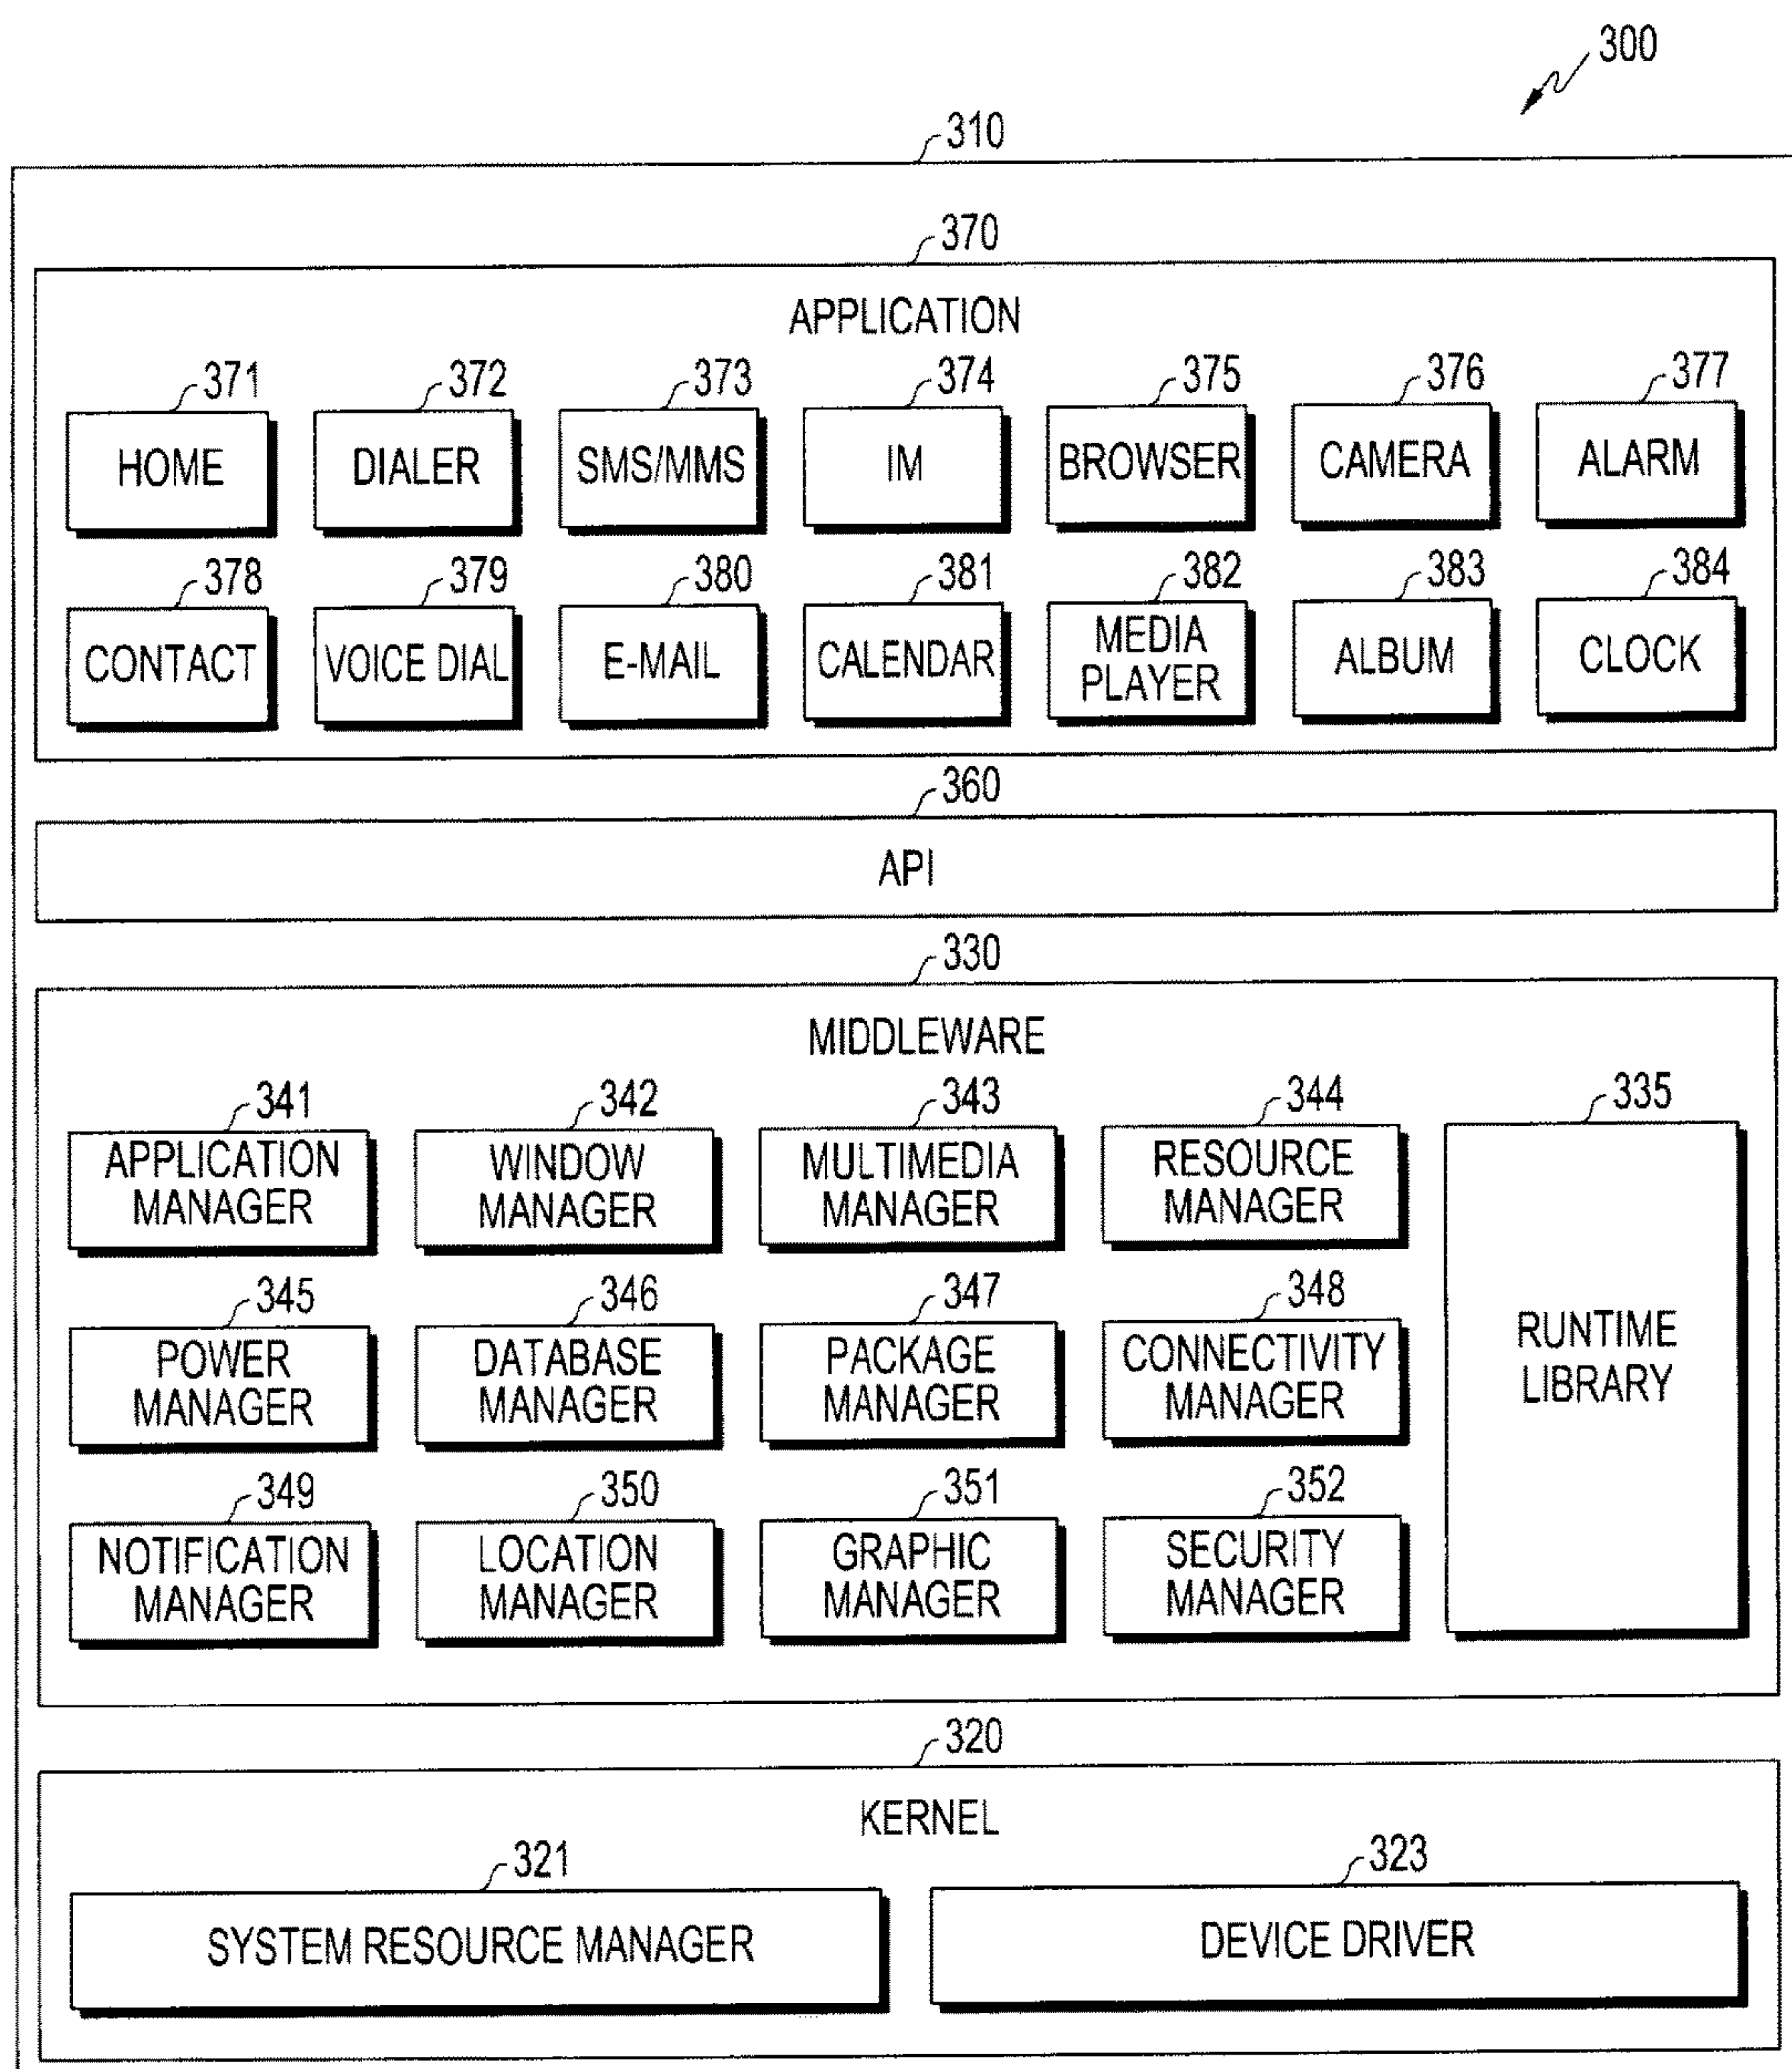 300
310
370
APPLICATION
371 372 373 374 375 376 377
HOME DIALER SMS/MMS IM BROWSER CAMERA ALARM
378 379 380 381 382 383 384
CONTACT VOICE DIAL E-MAIL CALENDAR MEDIA PLAYER ALBUM CLOCK
360
API
330
MIDDLEWARE
341 342 343 344 335
APPLICATION MANAGER WINDOW MANAGER MULTIMEDIA MANAGER RESOURCE MANAGER
345 346 347 348
POWER MANAGER DATABASE MANAGER PACKAGE MANAGER CONNECTIVITY MANAGER RUNTIME LIBRARY
349 350 351 352
NOTIFICATION MANAGER LOCATION MANAGER GRAPHIC MANAGER SECURITY MANAGER
320
KERNEL
321 323
SYSTEM RESOURCE MANAGER DEVICE DRIVER